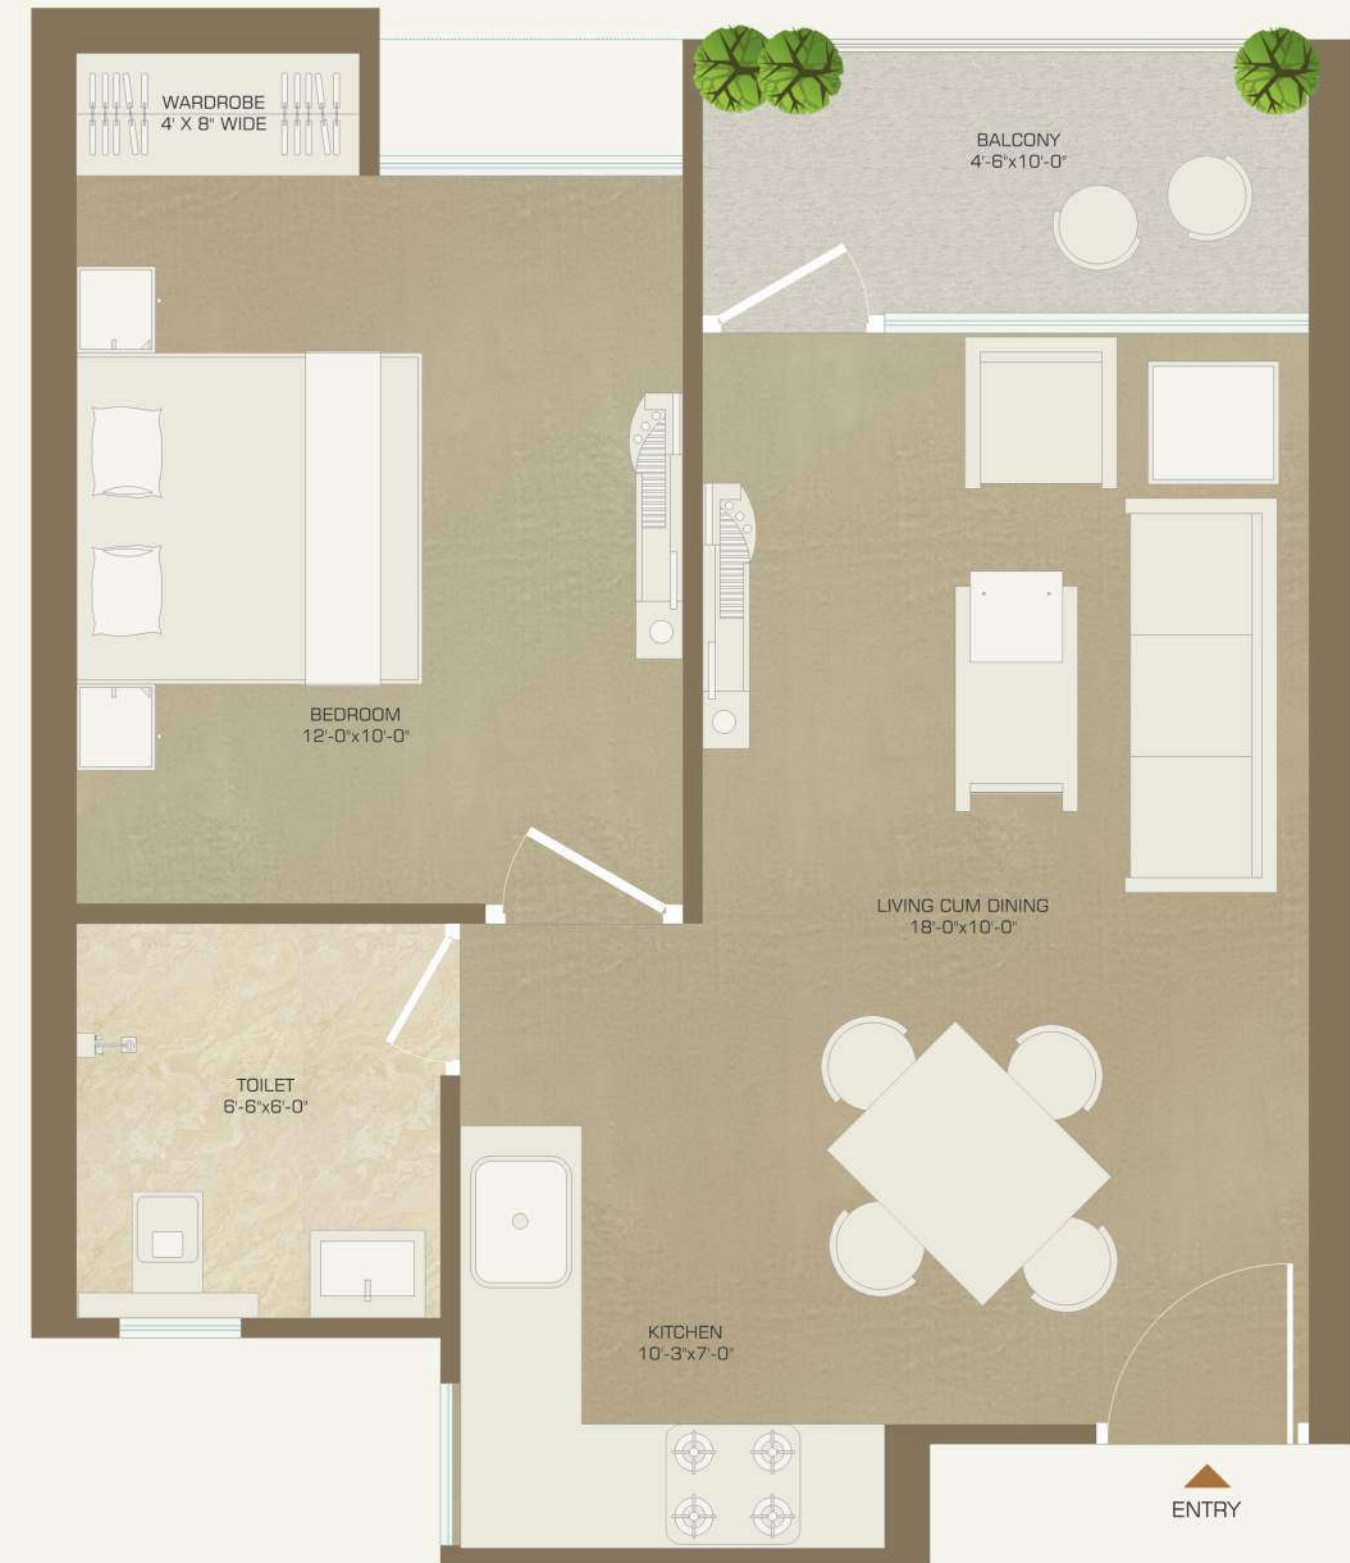 WARDROBE
4' X 8" WIDE
BALCONY
4'-6"x10'-0"
BEDROOM
12'-0"x10'-0"
LIVING CUM DINING
18'-0"x10'-0"
TOILET
6'-6"x6'-0"
KITCHEN
10'-3"x7'-0"
ENTRY